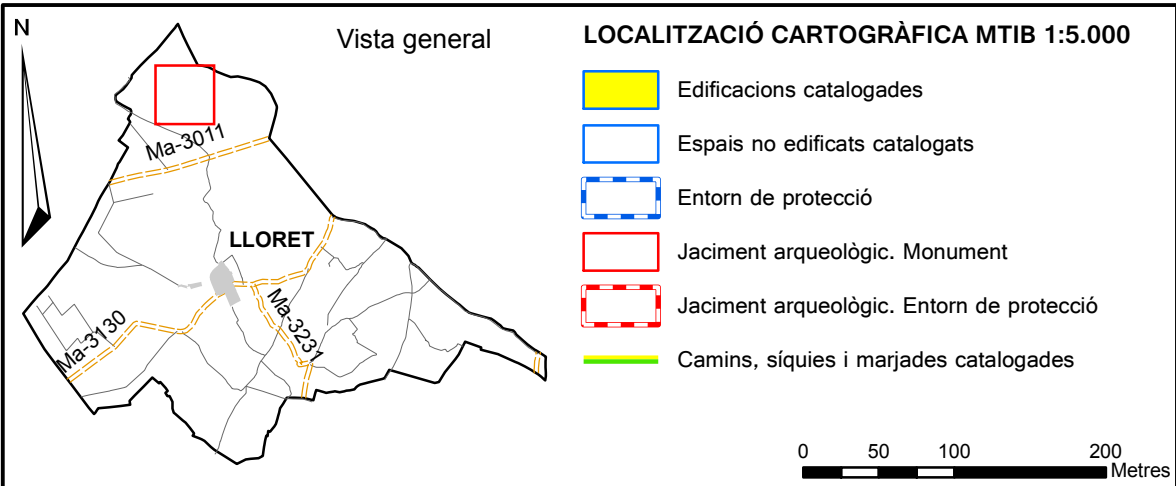 N
Vista general
Ma-3011
LLORET
Ma-3130
Ma-3231
LOCALITZACIÓ CARTOGRÀFICA MTIB 1:5.000
Edificacions catalogades
Espais no edificats catalogats
Entorn de protecció
Jaciment arqueològic. Monument
Jaciment arqueològic. Entorn de protecció
Camins, síquies i marjades catalogades
0 50 100 200
Metres